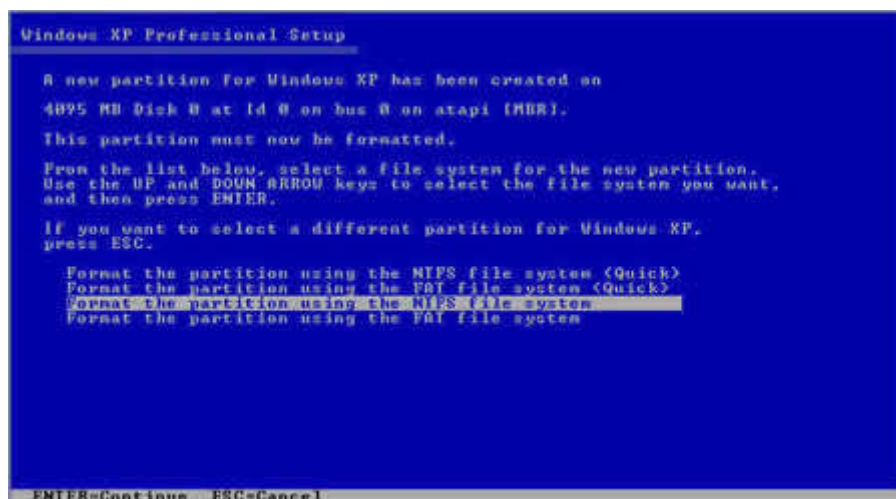 Windows XP Professional Setup
A new partition for Windows XP has been created on
4095 MB Disk 0 at Id 0 on bus 0 on atapi [MBR].
This partition must now be formatted.
From the list below, select a file system for the new partition.
Use the UP and DOWN ARROW keys to select the file system you want,
and then press ENTER.
If you want to select a different partition for Windows XP,
press ESC.
Format the partition using the NTFS file system (Quick)
Format the partition using the FAT file system (Quick)
Format the partition using the NTFS file system
Format the partition using the FAT file system
ENTER=Continue ESC=Cancel